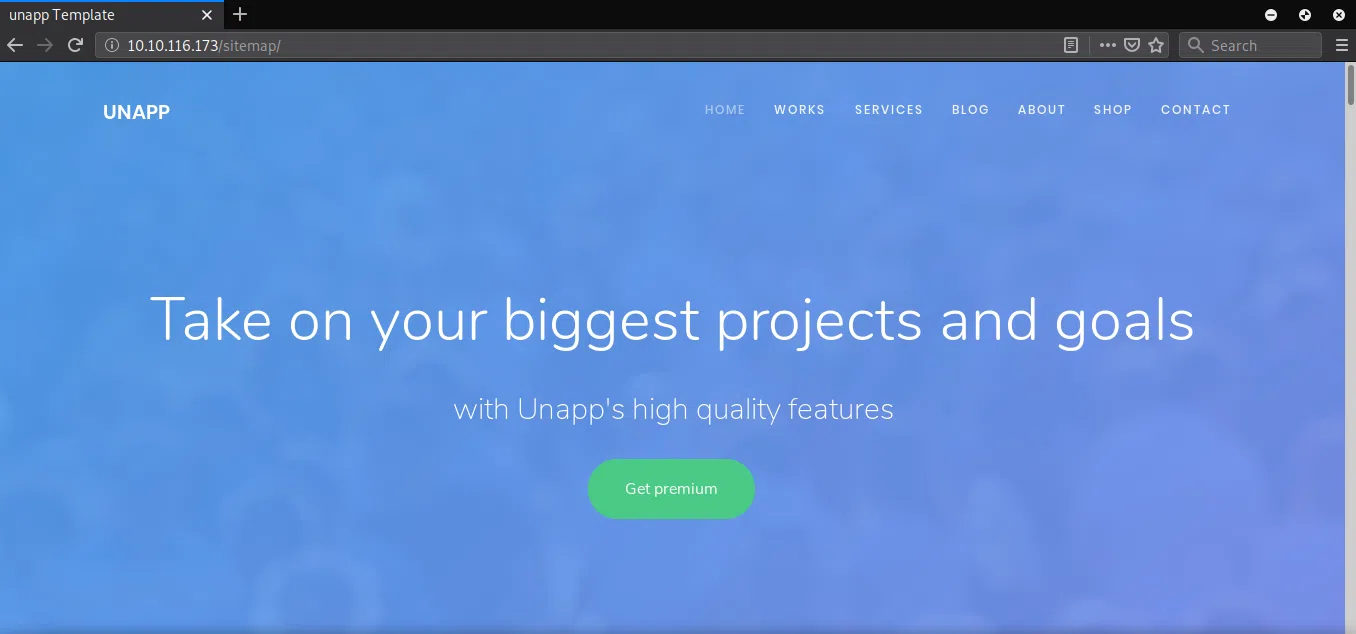 unapp Template
10.10.116.173/sitemap/
Search
UNAPP
HOME WORKS SERVICES BLOG ABOUT SHOP CONTACT
Take on your biggest projects and goals
with Unapp's high quality features
Get premium